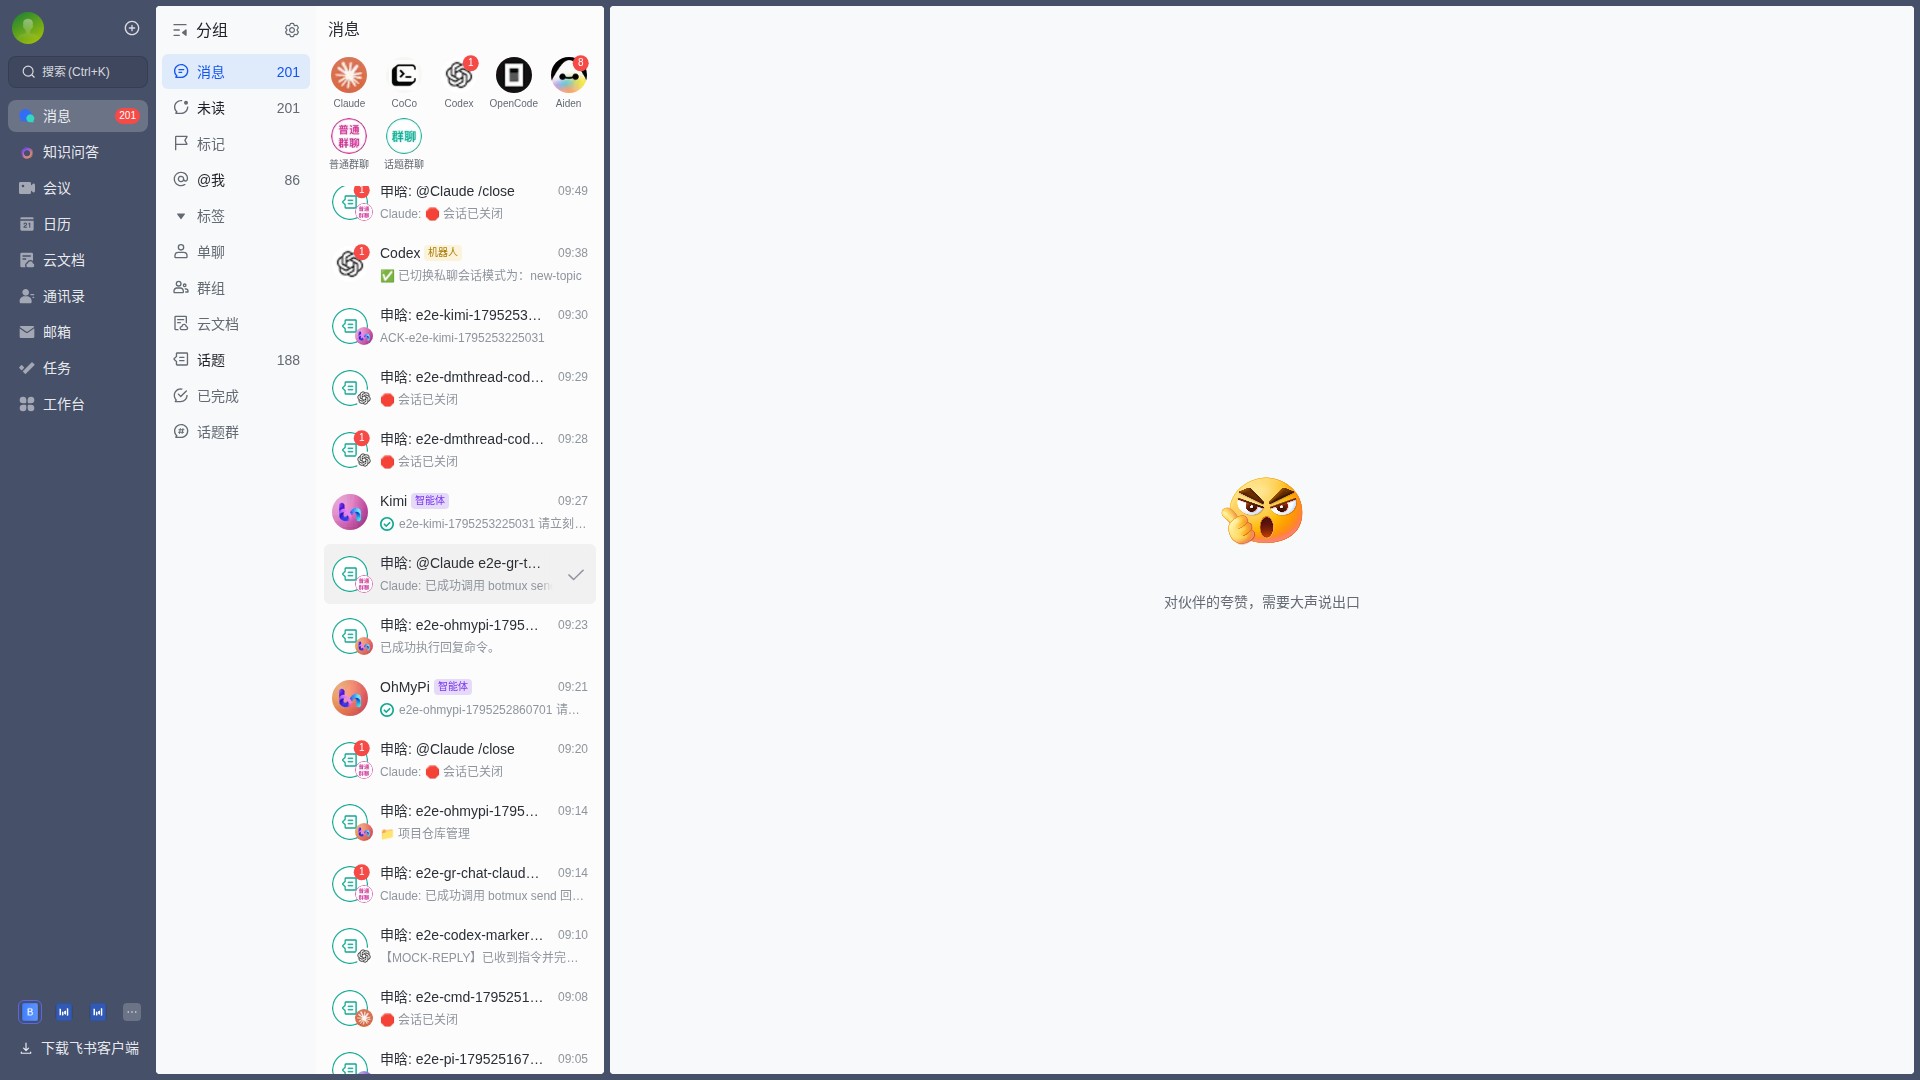 搜索 (Ctrl+K)
消息 201
知识问答
会议
日历
云文档
通讯录
邮箱
任务
工作台
B
下载飞书客户端
分组
消息 201
未读 201
标记
@我 86
标签
单聊
群组
云文档
话题 188
已完成
话题群
消息
1
8
Claude
CoCo
Codex
OpenCode
Aiden
普通
群聊
群聊
普通群聊
话题群聊
1
申晗: @Claude /close 09:49
Claude: 🛑 会话已关闭
1
Codex 机器人 09:38
✅ 已切换私聊会话模式为：new-topic
申晗: e2e-kimi-1795253... 09:30
ACK-e2e-kimi-1795253225031
申晗: e2e-dmthread-cod... 09:29
🛑 会话已关闭
1
申晗: e2e-dmthread-cod... 09:28
🛑 会话已关闭
Kimi 智能体 09:27
e2e-kimi-1795253225031 请立刻...
申晗: @Claude e2e-gr-t...
Claude: 已成功调用 botmux sen
申晗: e2e-ohmypi-1795... 09:23
已成功执行回复命令。
OhMyPi 智能体 09:21
e2e-ohmypi-1795252860701 请...
1
申晗: @Claude /close 09:20
Claude: 🛑 会话已关闭
申晗: e2e-ohmypi-1795... 09:14
📁 项目仓库管理
1
申晗: e2e-gr-chat-claud... 09:14
Claude: 已成功调用 botmux send 回...
申晗: e2e-codex-marker... 09:10
【MOCK-REPLY】已收到指令并完...
申晗: e2e-cmd-1795251... 09:08
🛑 会话已关闭
申晗: e2e-pi-179525167... 09:05
对伙伴的夸赞，需要大声说出口